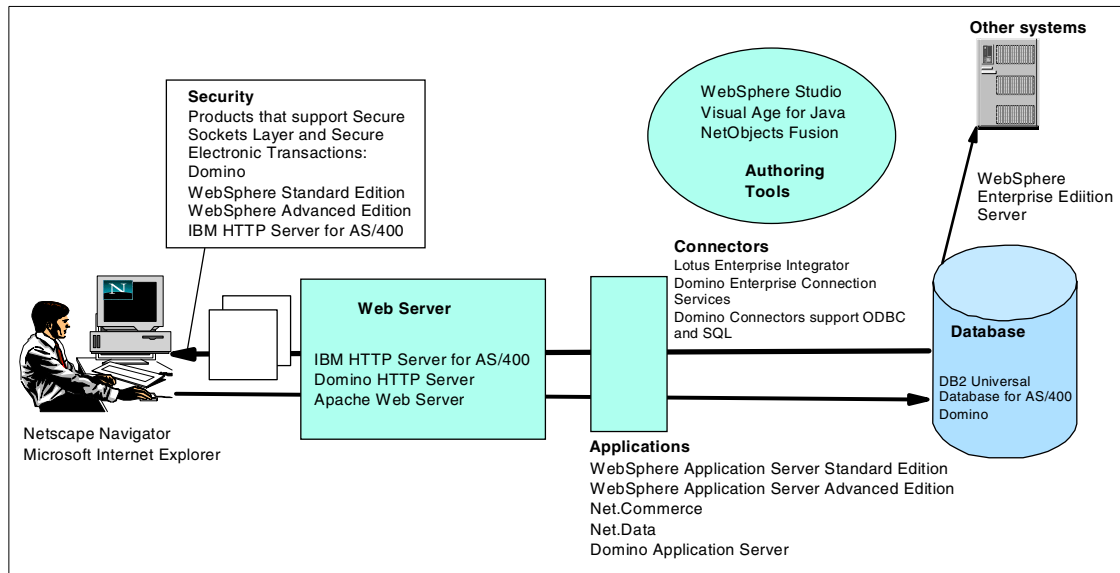 Other systems
Security
Products that support Secure
Sockets Layer and Secure
Electronic Transactions:
Domino
WebSphere Standard Edition
WebSphere Advanced Edition
IBM HTTP Server for AS/400
WebSphere Studio
Visual Age for Java
NetObjects Fusion
Authoring
Tools
WebSphere
Enterprise Ediition
Server
N
Connectors
Lotus Enterprise Integrator
Domino Enterprise Connection
Services
Domino Connectors support ODBC
and SQL
Web Server
IBM HTTP Server for AS/400
Domino HTTP Server
Apache Web Server
Database
DB2 Universal
Database for AS/400
Domino
Netscape Navigator
Microsoft Internet Explorer
Applications
WebSphere Application Server Standard Edition
WebSphere Application Server Advanced Edition
Net.Commerce
Net.Data
Domino Application Server